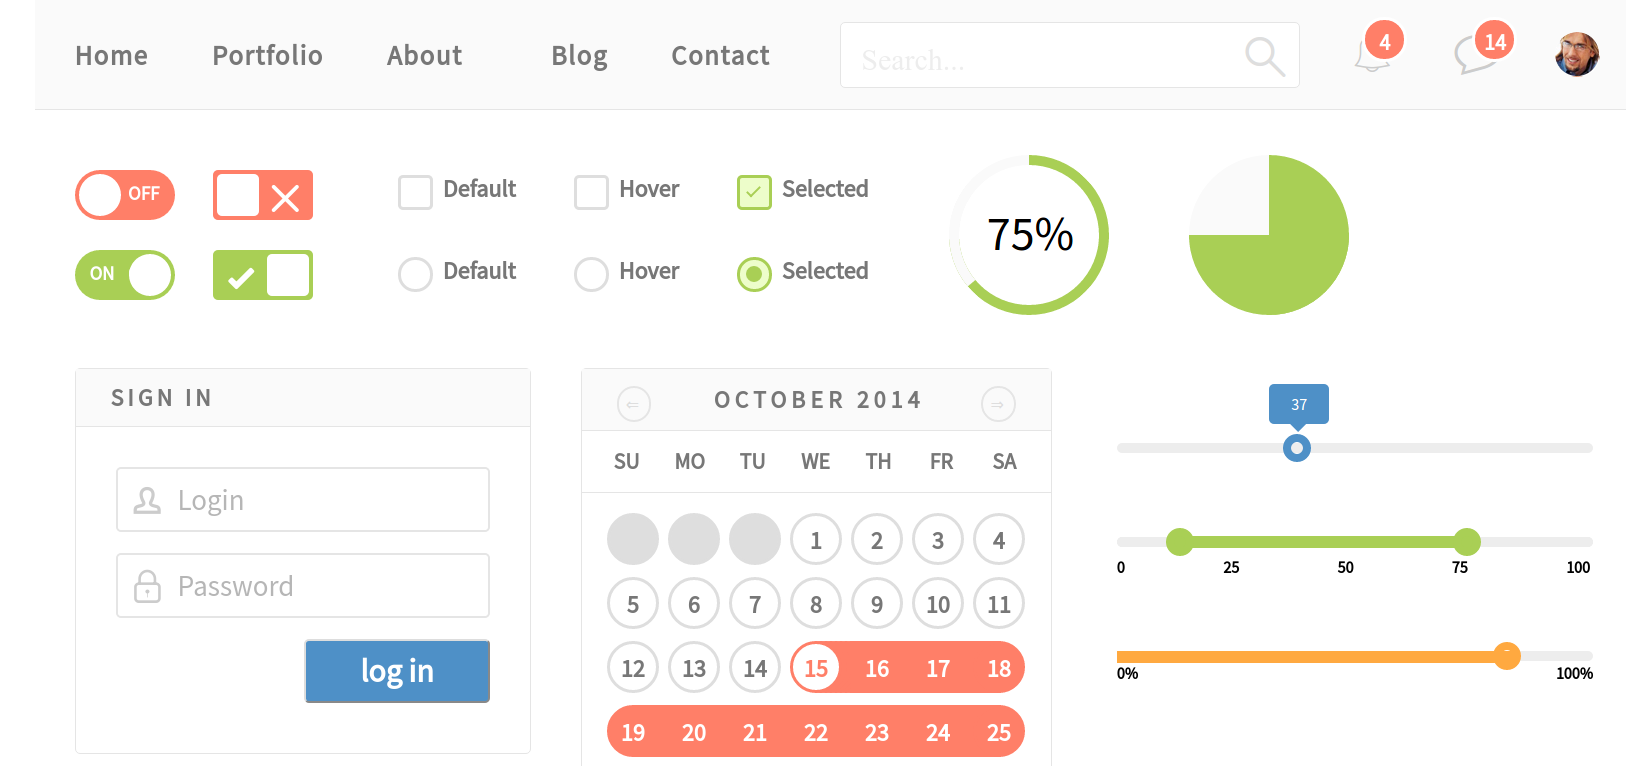 Home Portfolio About Blog Contact Search... 4 14
OFF Default Hover Selected
75%
ON Default Hover Selected
SIGN IN
Login
Password
log in
OCTOBER 2014
SU MO TU WE TH FR SA
1 2 3 4
5 6 7 8 9 10 11
12 13 14 15 16 17 18
19 20 21 22 23 24 25
37
0 25 50 75 100
0% 100%